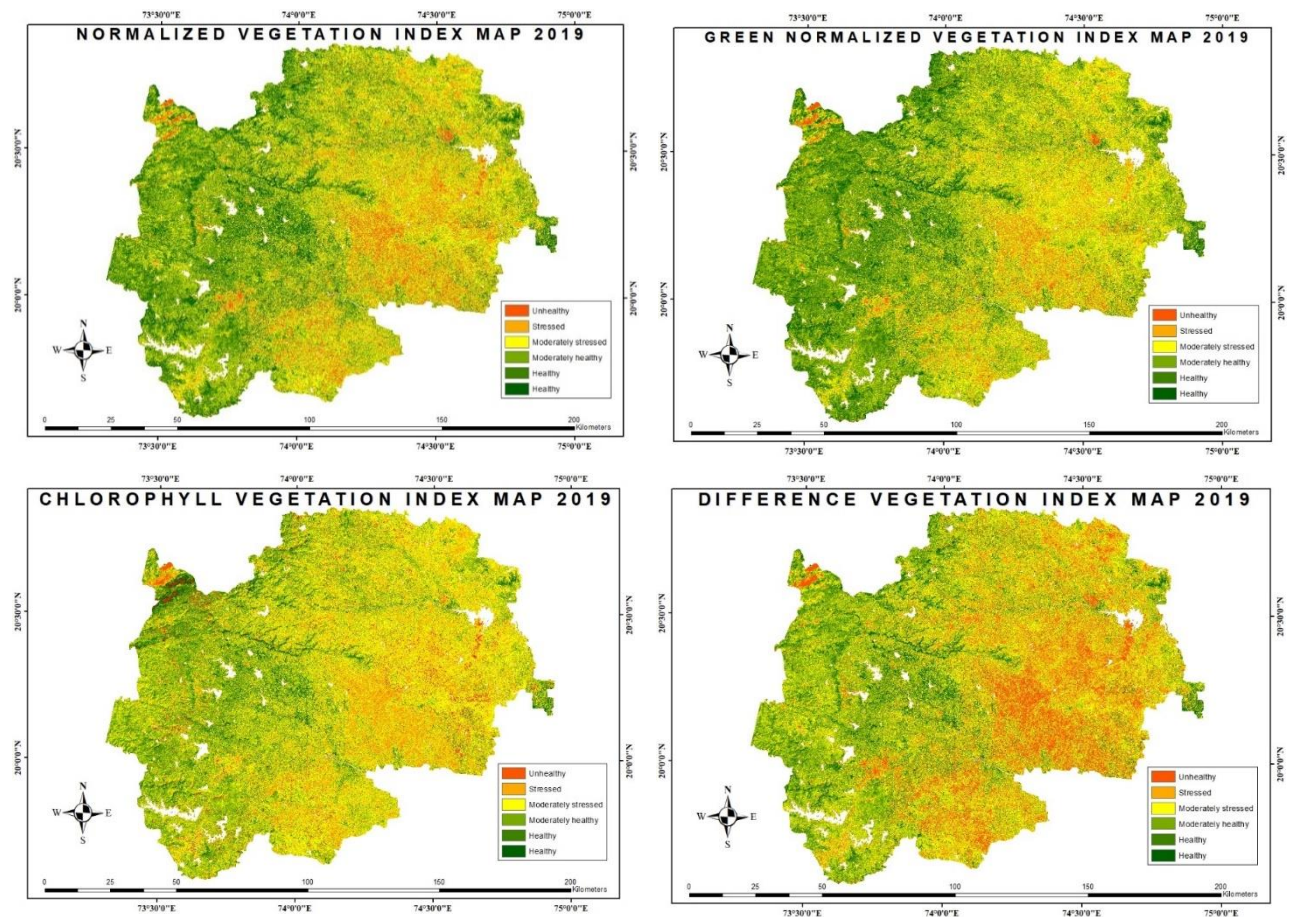 73°30'0"E 74°0'0"E 74°30'0"E 75°0'0"E
NORMALIZED VEGETATION INDEX MAP 2019
20°30'0"N
20°30'0"N
20°0'0"N
20°0'0"N
Unhealthy
Stressed
Moderately stressed
Moderately healthy
Healthy
Healthy
N
W E
S
0 25 50 100 150 200
Kilometers
73°30'0"E 74°0'0"E 74°30'0"E 75°0'0"E
73°30'0"E 74°0'0"E 74°30'0"E 75°0'0"E
GREEN NORMALIZED VEGETATION INDEX MAP 2019
20°30'0"N
20°30'0"N
20°0'0"N
20°0'0"N
Unhealthy
Stressed
Moderately stressed
Moderately healthy
Healthy
Healthy
N
W E
S
0 25 50 100 150 200
Kilometers
73°30'0"E 74°0'0"E 74°30'0"E 75°0'0"E
73°30'0"E 74°0'0"E 74°30'0"E 75°0'0"E
CHLOROPHYLL VEGETATION INDEX MAP 2019
20°30'0"N
20°30'0"N
20°0'0"N
20°0'0"N
Unhealthy
Stressed
Moderately stressed
Moderately healthy
Healthy
Healthy
N
W E
S
0 25 50 100 150 200
Kilometers
73°30'0"E 74°0'0"E 74°30'0"E 75°0'0"E
73°30'0"E 74°0'0"E 74°30'0"E 75°0'0"E
DIFFERENCE VEGETATION INDEX MAP 2019
20°30'0"N
20°30'0"N
20°0'0"N
20°0'0"N
Unhealthy
Stressed
Moderately stressed
Moderately healthy
Healthy
Healthy
N
W E
S
0 25 50 100 150 200
Kilometers
73°30'0"E 74°0'0"E 74°30'0"E 75°0'0"E